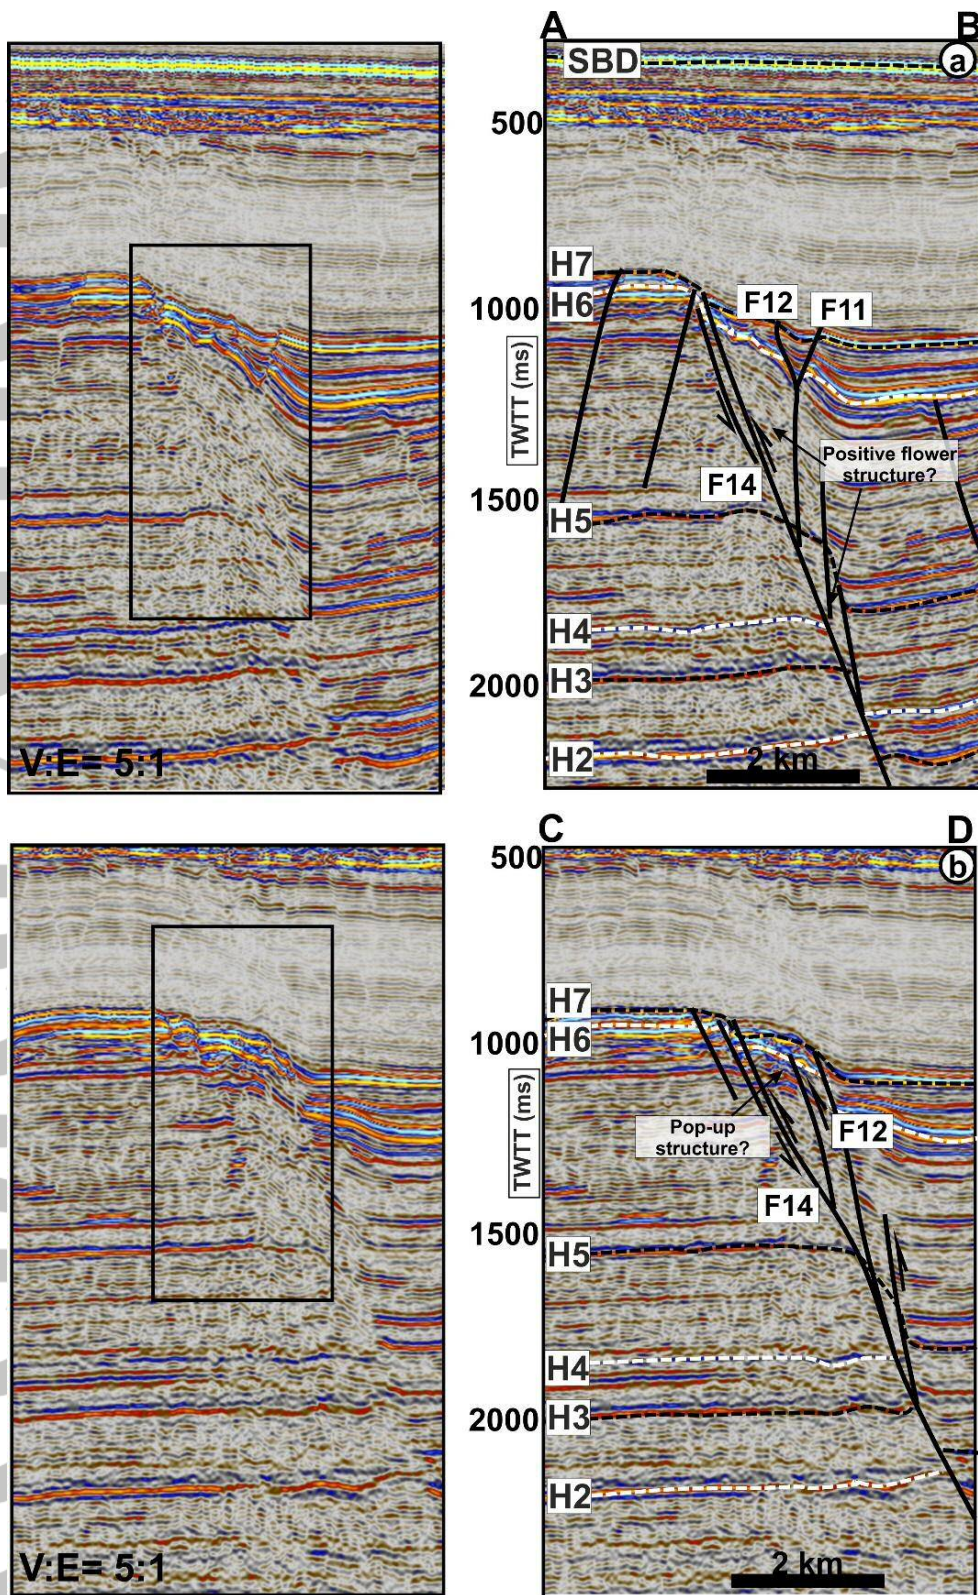 A
B
SBD
a
500
H7
H6
1000
F12
F11
TWTT (ms)
Positive flower
structure?
F14
1500
H5
H4
H3
2000
H2
2 km
V:E= 5:1
C
D
500
b
H7
H6
1000
TWTT (ms)
Pop-up
structure?
F12
F14
1500
H5
H4
H3
2000
H2
2 km
V:E= 5:1